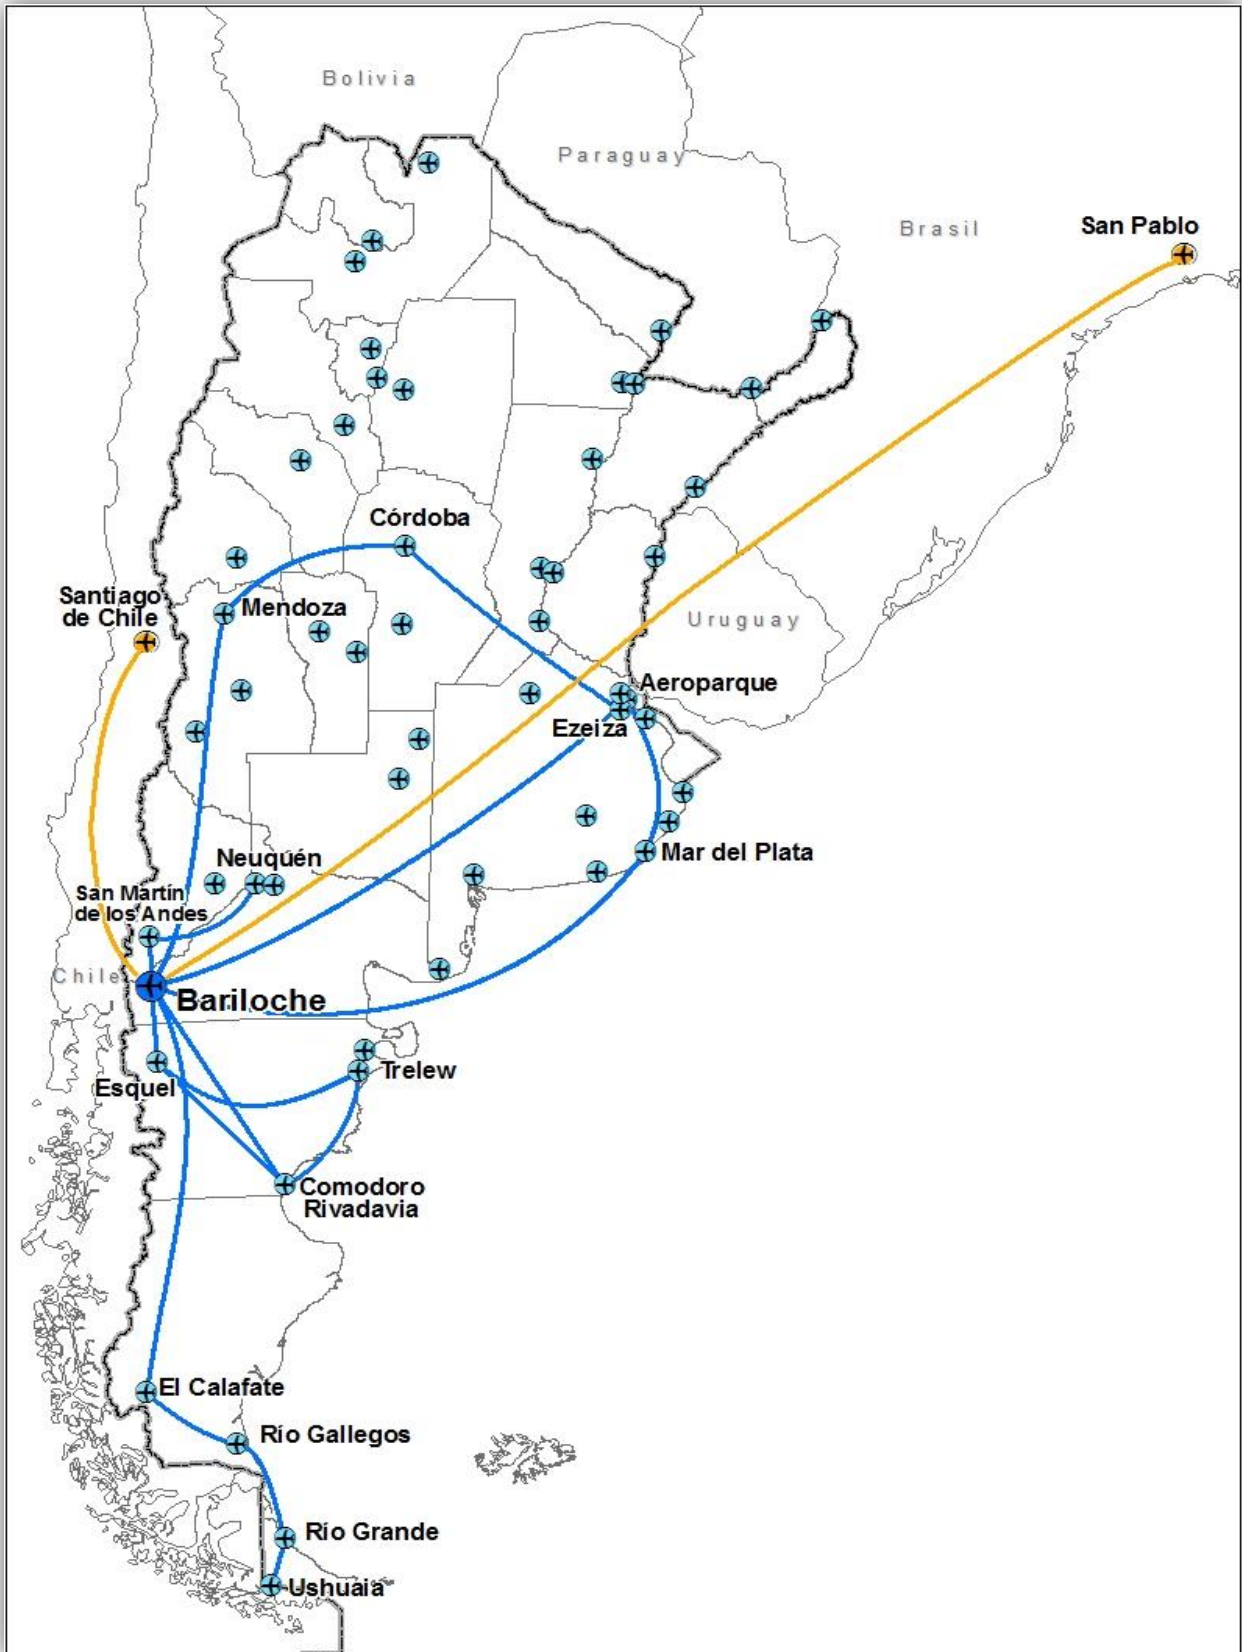 Bolivia
Paraguay
Brasil
San Pablo
Córdoba
Santiago
de Chile
Mendoza
Uruguay
Aeroparque
Ezeiza
Mar del Plata
Neuquén
San Martín
de los Andes
Chile
Bariloche
Trelew
Esquel
Comodoro
Rivadavia
El Calafate
Río Gallegos
Río Grande
Ushuaia